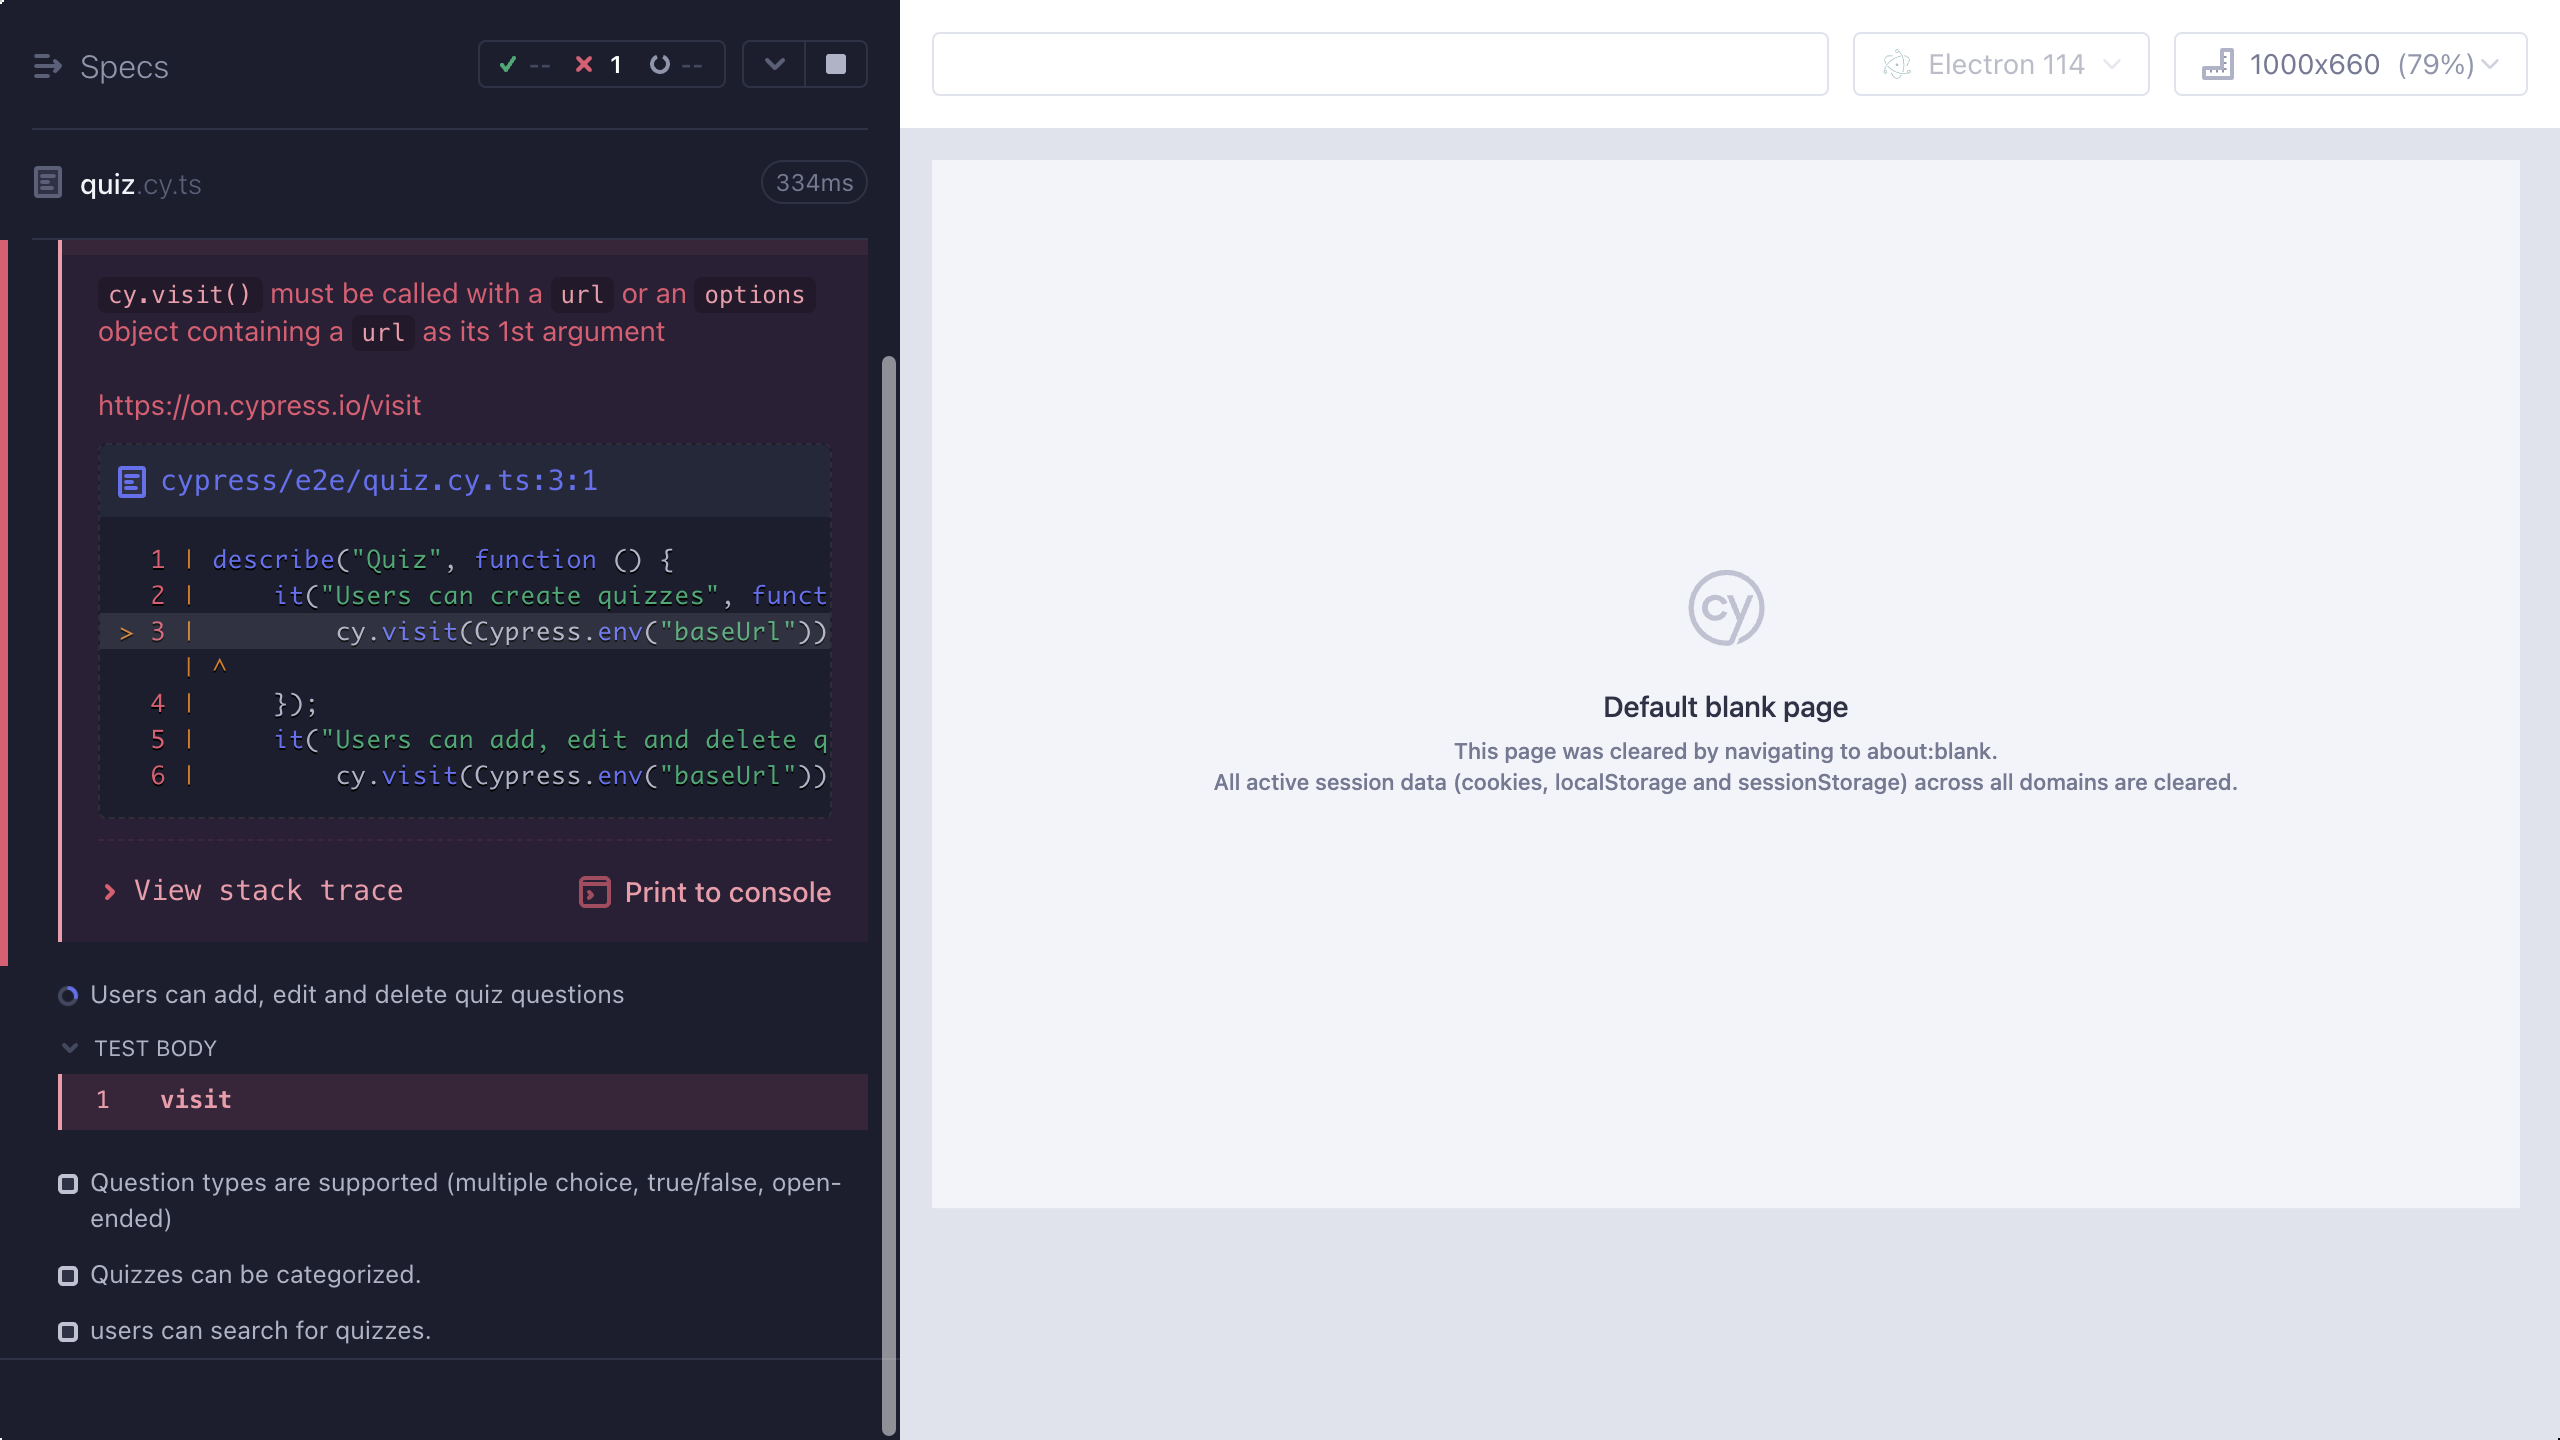 Specs
-- 1 --
quiz.cy.ts 334ms
cy.visit() must be called with a url or an options
object containing a url as its 1st argument
https://on.cypress.io/visit
cypress/e2e/quiz.cy.ts:3:1
1 | describe("Quiz", function () {
2 | it("Users can create quizzes", funct
> 3 | cy.visit(Cypress.env("baseUrl"))
| ^
4 | });
5 | it("Users can add, edit and delete q
6 | cy.visit(Cypress.env("baseUrl"))
View stack trace
Print to console
Users can add, edit and delete quiz questions
TEST BODY
1 visit
Question types are supported (multiple choice, true/false, open-
ended)
Quizzes can be categorized.
users can search for quizzes.
Electron 114
1000x660 (79%)
cy
Default blank page
This page was cleared by navigating to about:blank.
All active session data (cookies, localStorage and sessionStorage) across all domains are cleared.